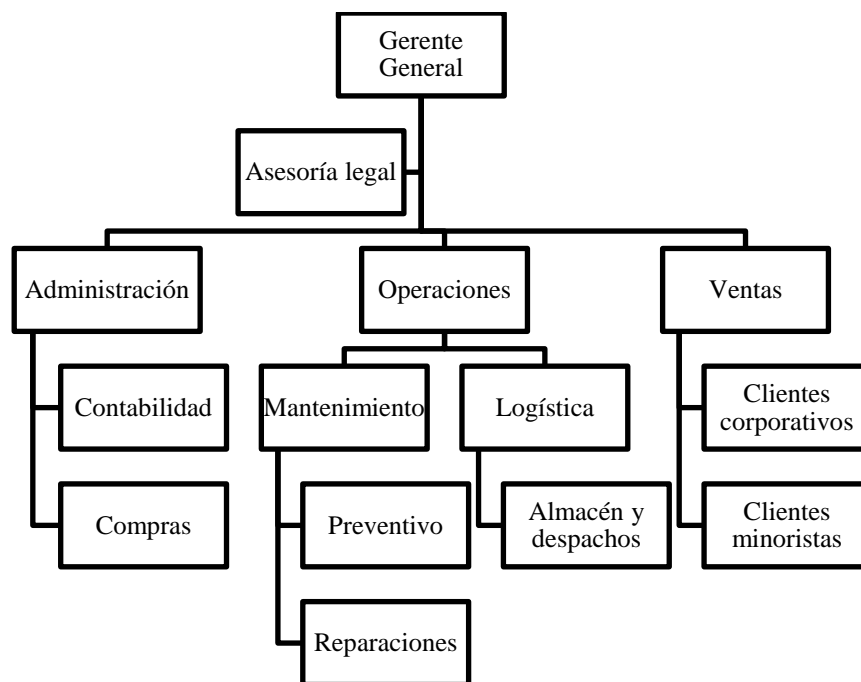 Gerente
General
Asesoría legal
Administración
Operaciones
Ventas
Contabilidad
Mantenimiento
Logística
Clientes
corporativos
Compras
Preventivo
Almacén y
despachos
Clientes
minoristas
Reparaciones